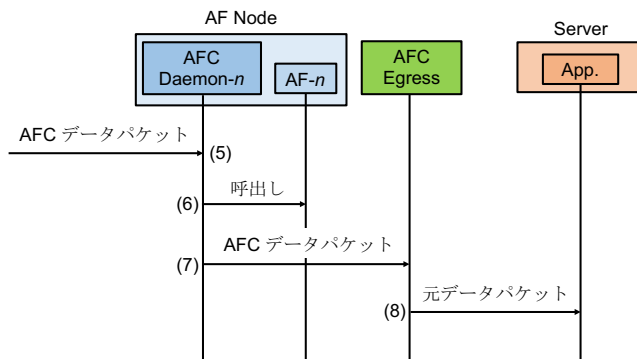 AF Node
Server
AFC
Daemon-n
AF-n
AFC
Egress
App.
AFC データパケット
(5)
呼出し
(6)
AFC データパケット
(7)
元データパケット
(8)